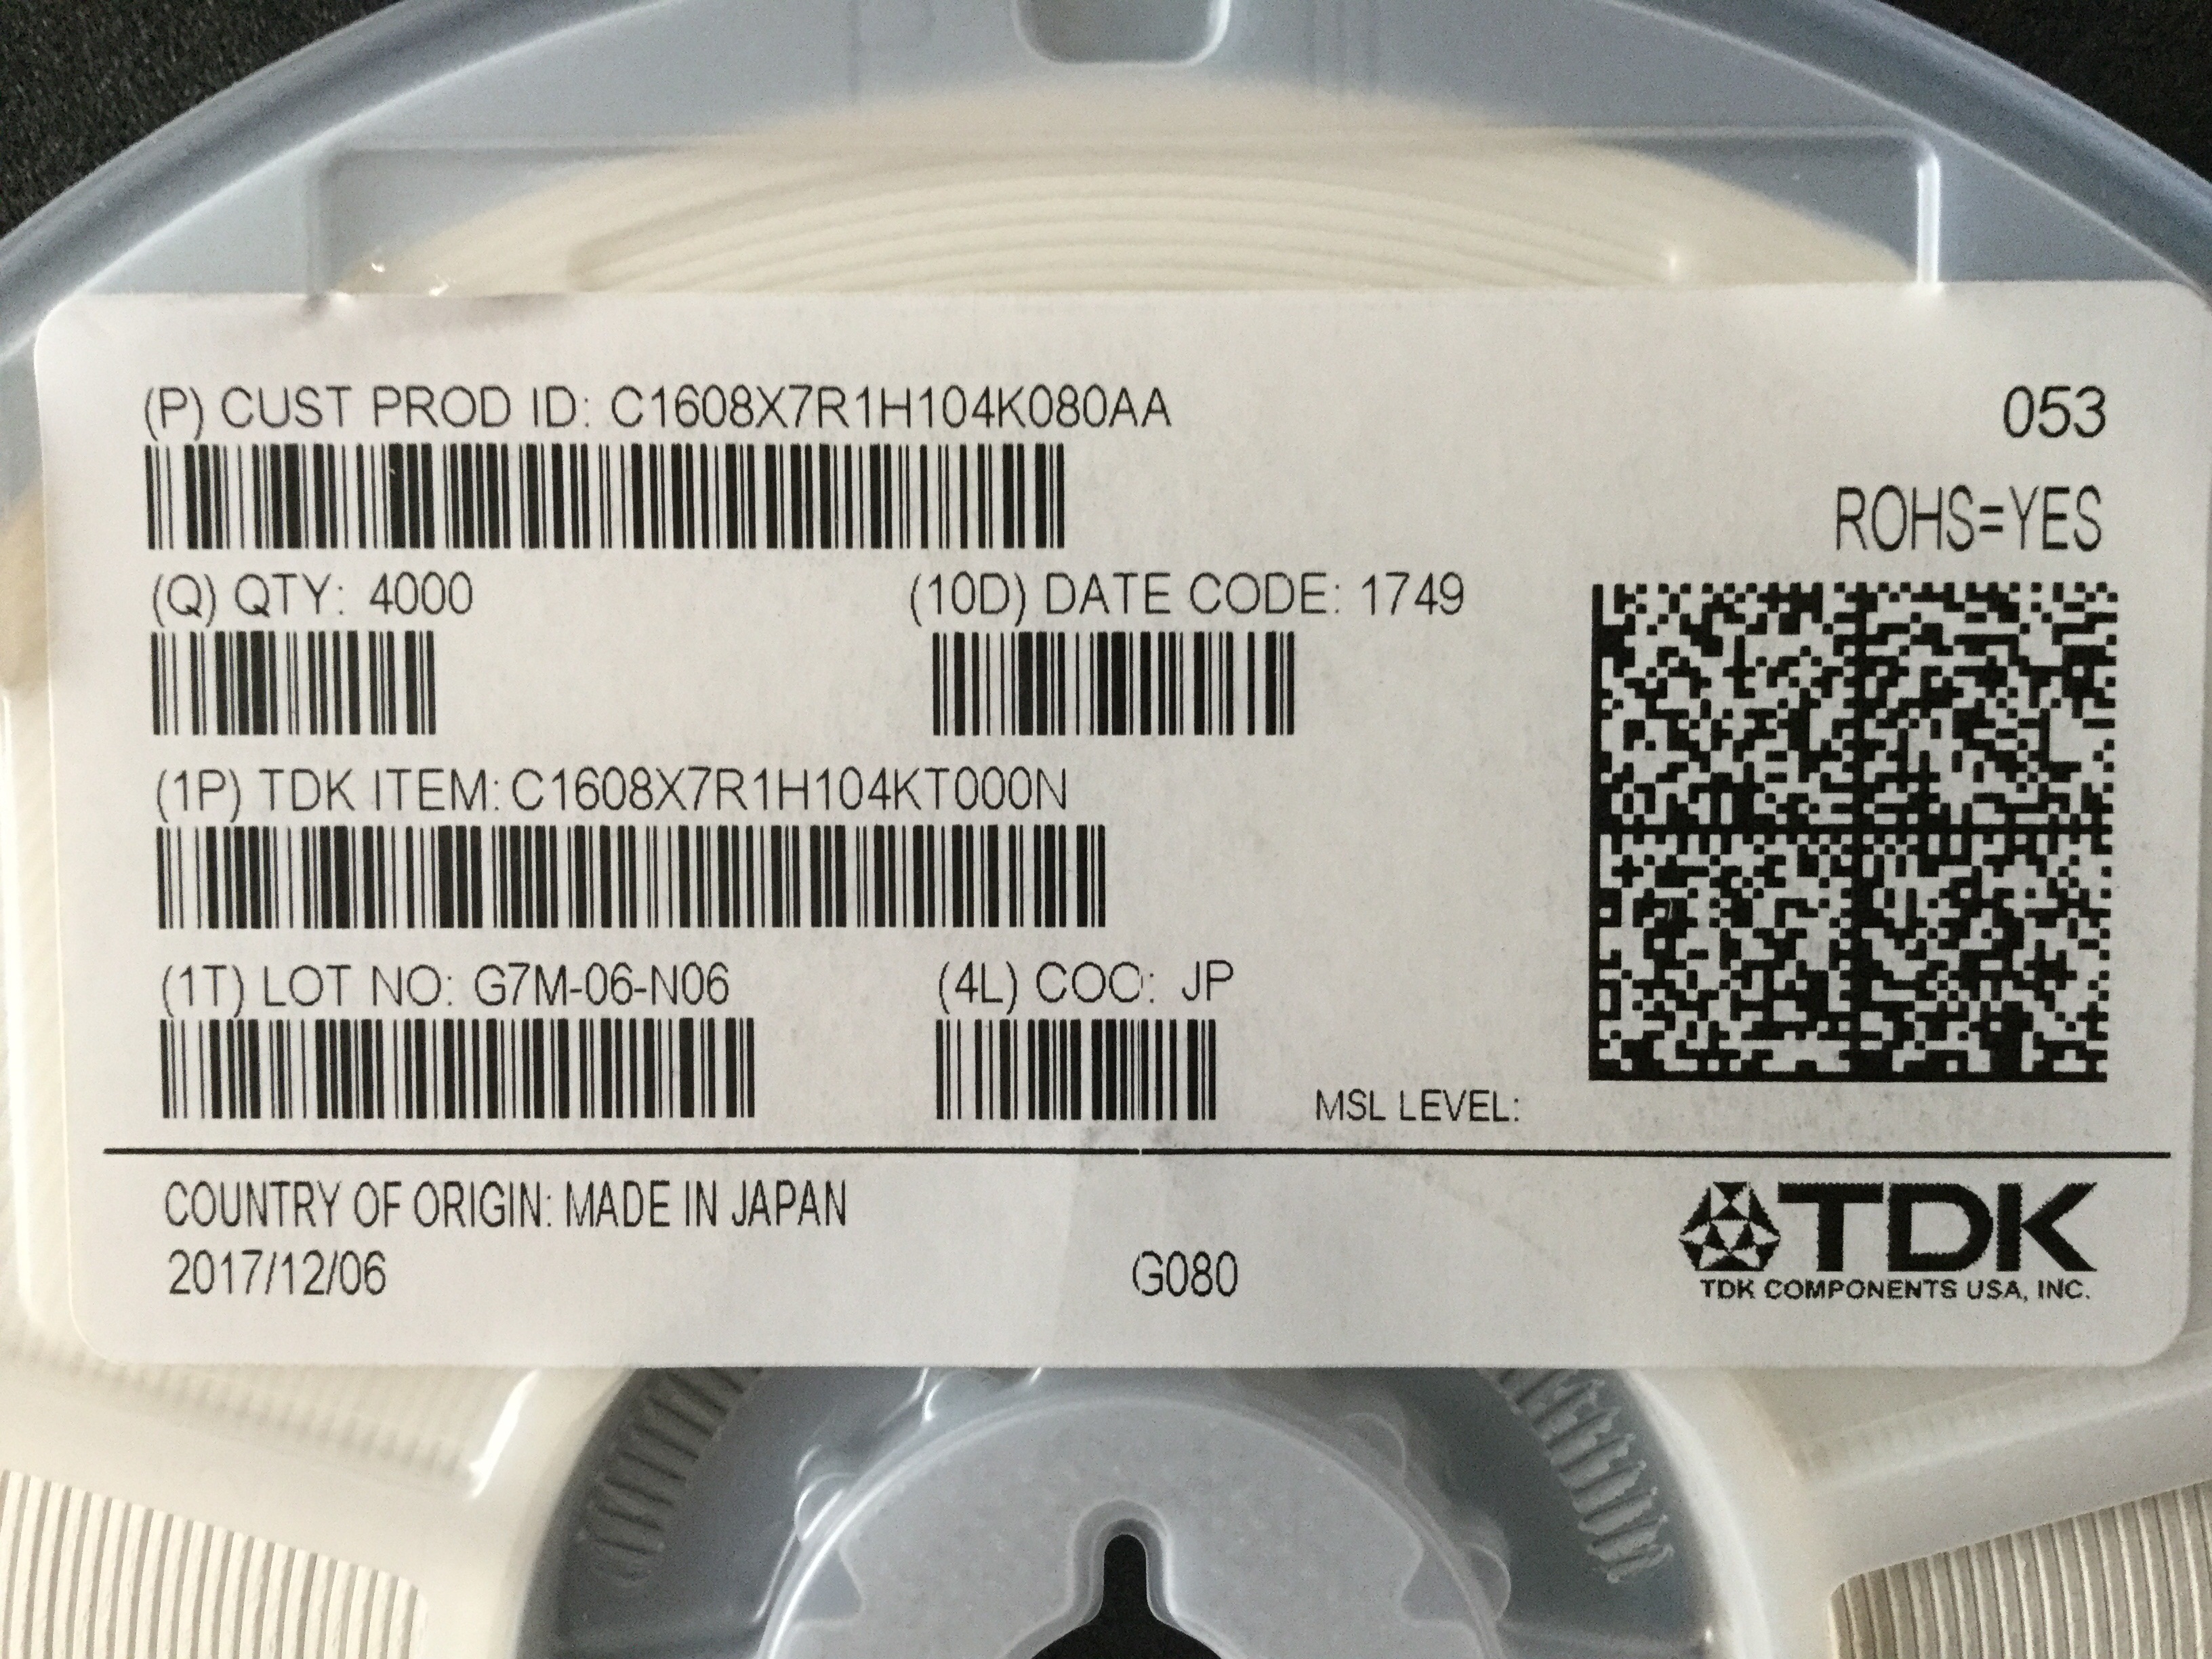 (P) CUST PROD ID: C1608X7R1H104K080AA
053
ROHS=YES
(Q) QTY: 4000
(10D) DATE CODE: 1749
(1P) TDK ITEM: C1608X7R1H104KT000N
(1T) LOT NO: G7M-06-N06
(4L) COO: JP
MSL LEVEL:
COUNTRY OF ORIGIN: MADE IN JAPAN
2017/12/06
G080
TDK
TDK COMPONENTS USA, INC.